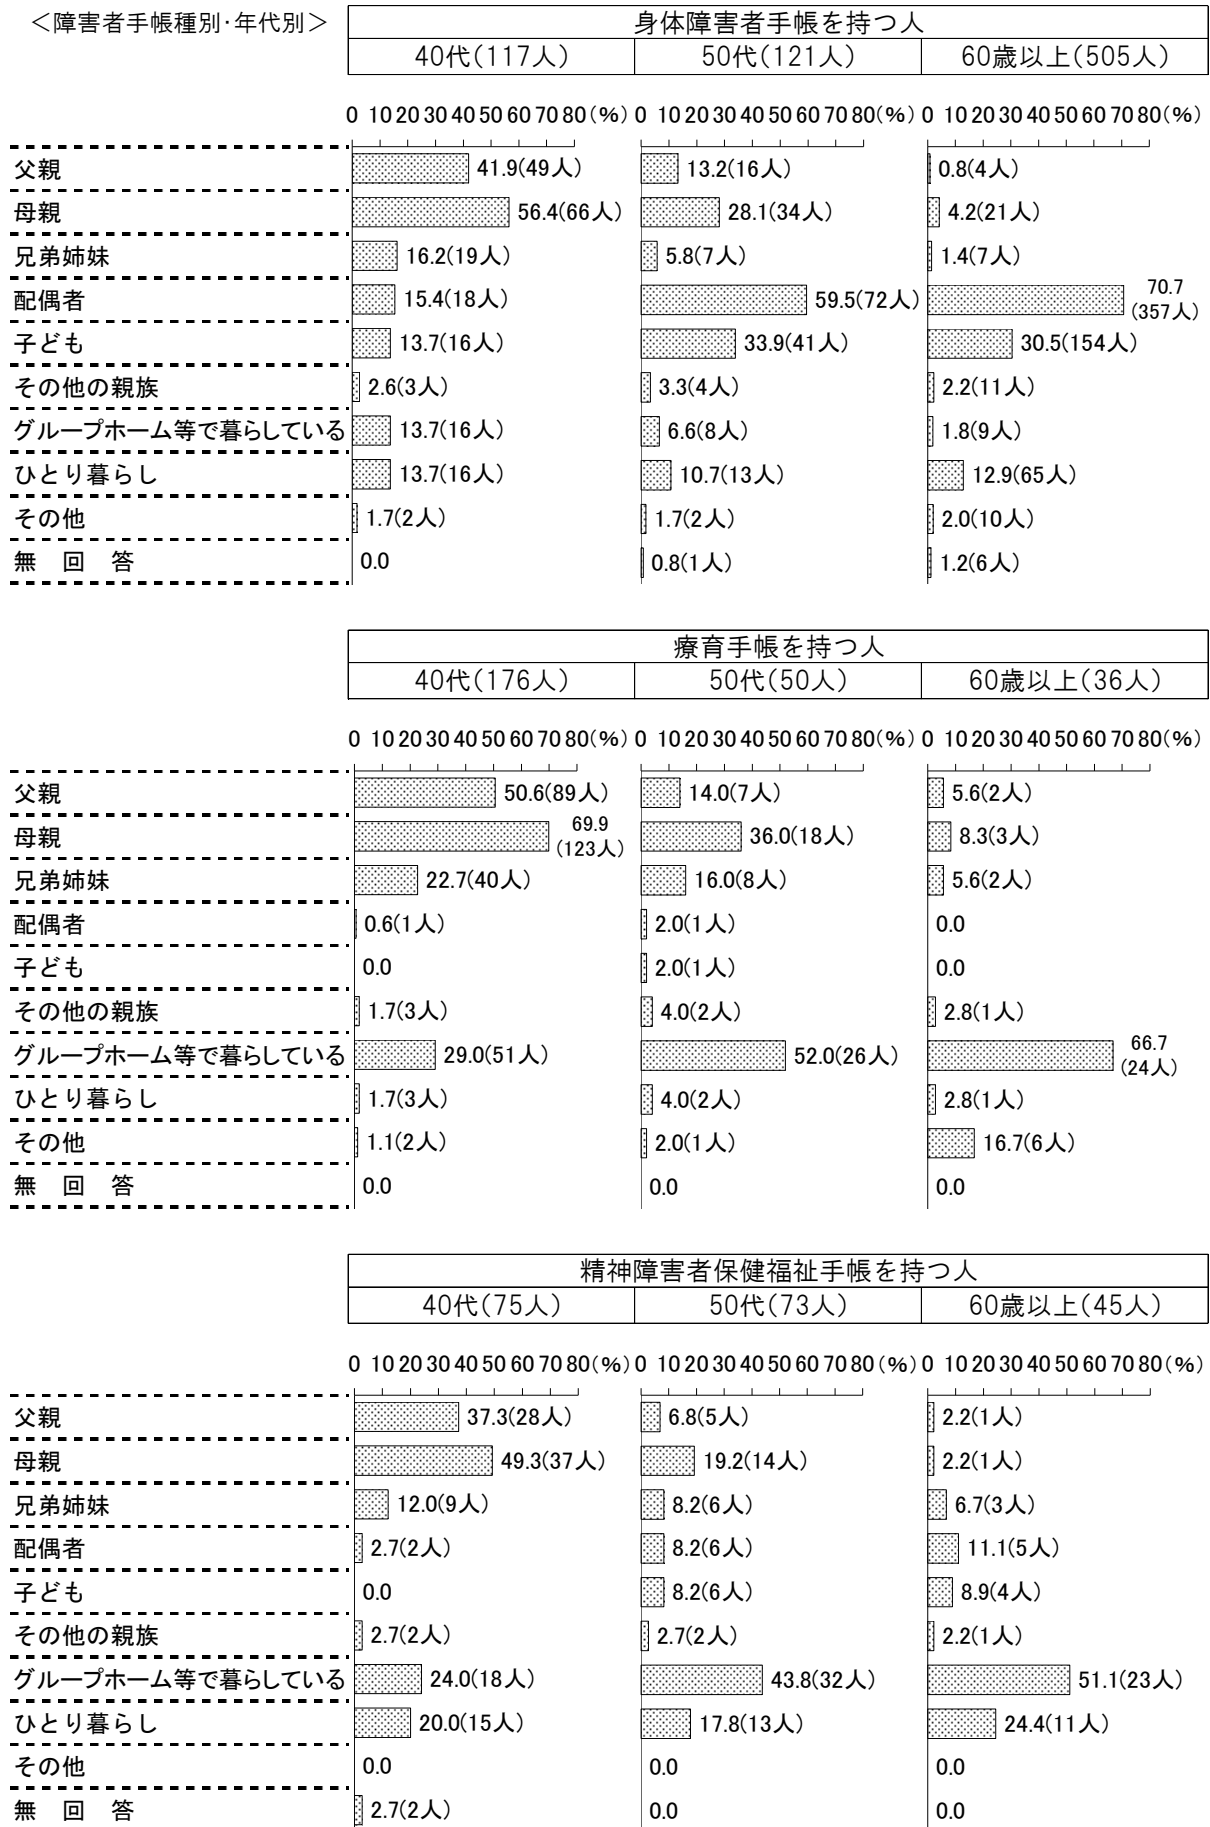 ＜障害者手帳種別･年代別＞
身体障害者手帳を持つ人
40代(117人) 50代(121人) 60歳以上(505人)
0 10 20 30 40 50 60 70 80(%) 0 10 20 30 40 50 60 70 80(%) 0 10 20 30 40 50 60 70 80(%)
父親 41.9(49人) 13.2(16人) 0.8(4人)
母親 56.4(66人) 28.1(34人) 4.2(21人)
兄弟姉妹 16.2(19人) 5.8(7人) 1.4(7人)
配偶者 15.4(18人) 59.5(72人) 70.7(357人)
子ども 13.7(16人) 33.9(41人) 30.5(154人)
その他の親族 2.6(3人) 3.3(4人) 2.2(11人)
グループホーム等で暮らしている 13.7(16人) 6.6(8人) 1.8(9人)
ひとり暮らし 13.7(16人) 10.7(13人) 12.9(65人)
その他 1.7(2人) 1.7(2人) 2.0(10人)
無　回　答 0.0 0.8(1人) 1.2(6人)
療育手帳を持つ人
40代(176人) 50代(50人) 60歳以上(36人)
0 10 20 30 40 50 60 70 80(%) 0 10 20 30 40 50 60 70 80(%) 0 10 20 30 40 50 60 70 80(%)
父親 50.6(89人) 14.0(7人) 5.6(2人)
母親 69.9(123人) 36.0(18人) 8.3(3人)
兄弟姉妹 22.7(40人) 16.0(8人) 5.6(2人)
配偶者 0.6(1人) 2.0(1人) 0.0
子ども 0.0 2.0(1人) 0.0
その他の親族 1.7(3人) 4.0(2人) 2.8(1人)
グループホーム等で暮らしている 29.0(51人) 52.0(26人) 66.7(24人)
ひとり暮らし 1.7(3人) 4.0(2人) 2.8(1人)
その他 1.1(2人) 2.0(1人) 16.7(6人)
無　回　答 0.0 0.0 0.0
精神障害者保健福祉手帳を持つ人
40代(75人) 50代(73人) 60歳以上(45人)
0 10 20 30 40 50 60 70 80(%) 0 10 20 30 40 50 60 70 80(%) 0 10 20 30 40 50 60 70 80(%)
父親 37.3(28人) 6.8(5人) 2.2(1人)
母親 49.3(37人) 19.2(14人) 2.2(1人)
兄弟姉妹 12.0(9人) 8.2(6人) 6.7(3人)
配偶者 2.7(2人) 8.2(6人) 11.1(5人)
子ども 0.0 8.2(6人) 8.9(4人)
その他の親族 2.7(2人) 2.7(2人) 2.2(1人)
グループホーム等で暮らしている 24.0(18人) 43.8(32人) 51.1(23人)
ひとり暮らし 20.0(15人) 17.8(13人) 24.4(11人)
その他 0.0 0.0 0.0
無　回　答 2.7(2人) 0.0 0.0